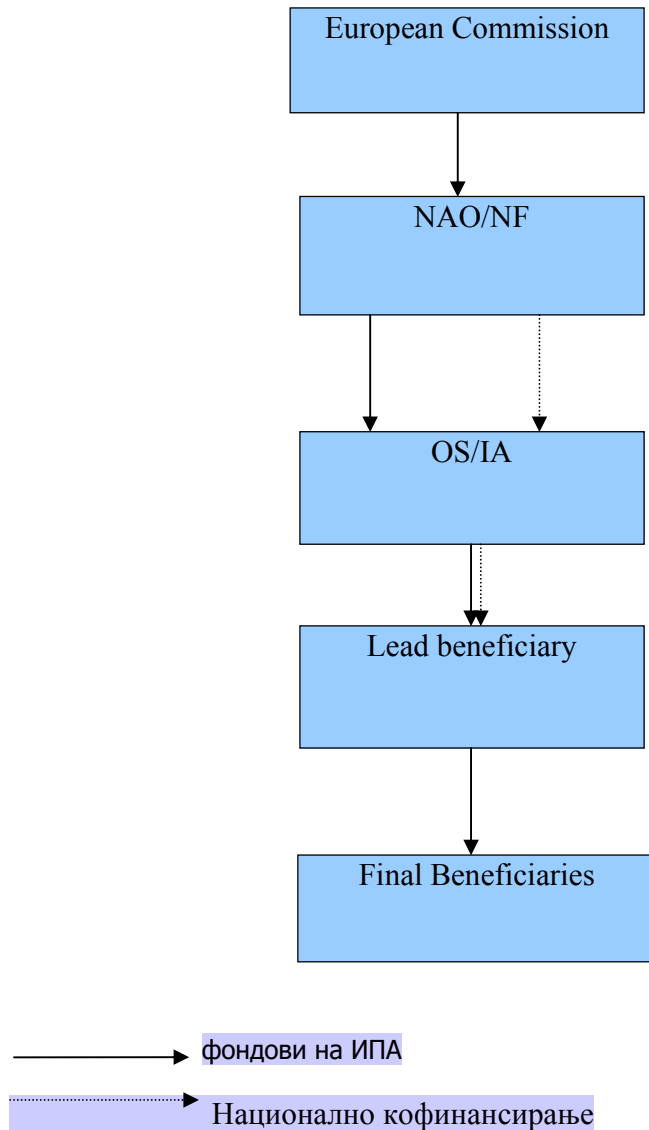 European Commission
NAO/NF
OS/IA
Lead beneficiary
Final Beneficiaries
фондови на ИПА
Национално кофинансирање